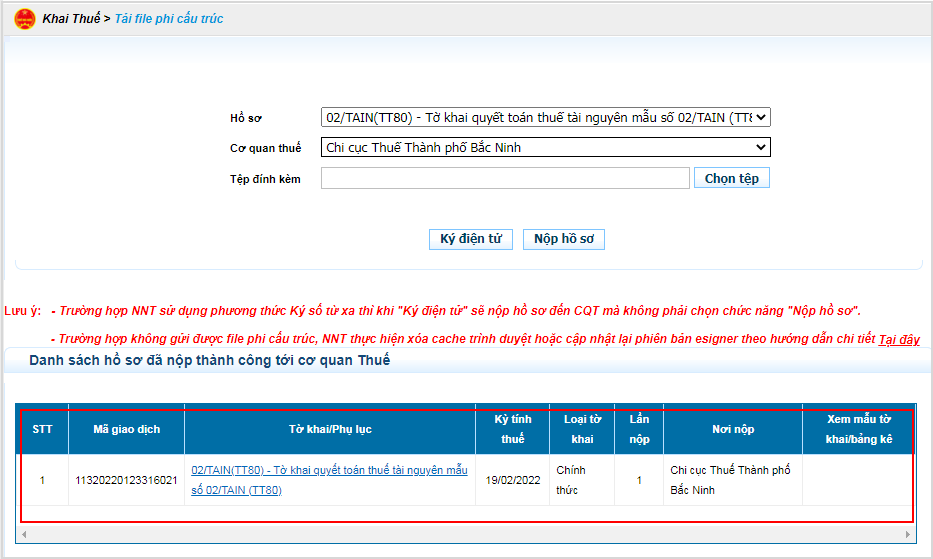 Khai Thuế > Tải file phi cấu trúc
Hồ sơ
02/TAIN(TT80) - Tờ khai quyết toán thuế tài nguyên mẫu số 02/TAIN (TT8
Cơ quan thuế
Chi cục Thuế Thành phố Bắc Ninh
Tệp đính kèm
Chọn tệp
Ký điện tử
Nộp hồ sơ
Lưu ý: - Trường hợp NNT sử dụng phương thức Ký số từ xa thì khi "Ký điện tử" sẽ nộp hồ sơ đến CQT mà không phải chọn chức năng "Nộp hồ sơ".
- Trường hợp không gửi được file phi cấu trúc, NNT thực hiện xóa cache trình duyệt hoặc cập nhật lại phiên bản esigner theo hướng dẫn chi tiết Tại đây
Danh sách hồ sơ đã nộp thành công tới cơ quan Thuế
STT
Mã giao dịch
Tờ khai/Phụ lục
Kỳ tính
thuế
Loại tờ
khai
Lần
nộp
Nơi nộp
Xem mẫu tờ
khai/bảng kê
1
11320220123316021
02/TAIN(TT80) - Tờ khai quyết toán thuế tài nguyên mẫu
số 02/TAIN (TT80)
19/02/2022
Chính
thức
1
Chi cục Thuế Thành phố
Bắc Ninh